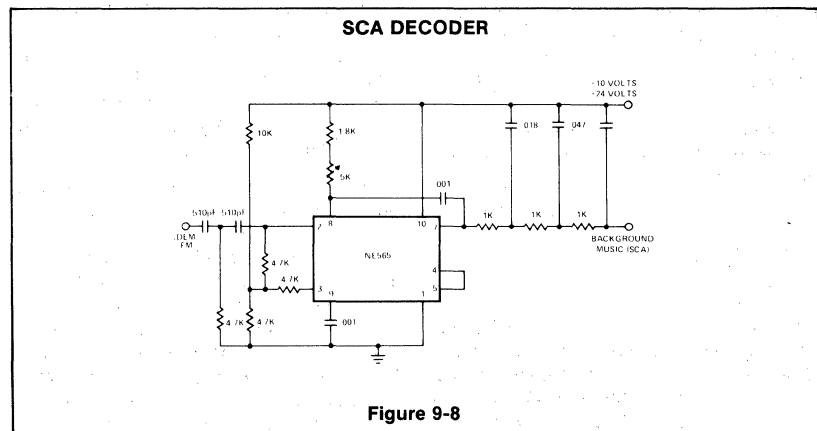 SCA DECODER
-10 VOLTS
-24 VOLTS
10K
1 8K
018
047
5K
001
510pF 510pF
8
10
2
7
1K
1K
1K
DEM
FM
BACKGROUND
MUSIC (SCA)
NE565
4 7K
4
4 7K
3
5
9
1
4 7K
4 7K
001
Figure 9-8